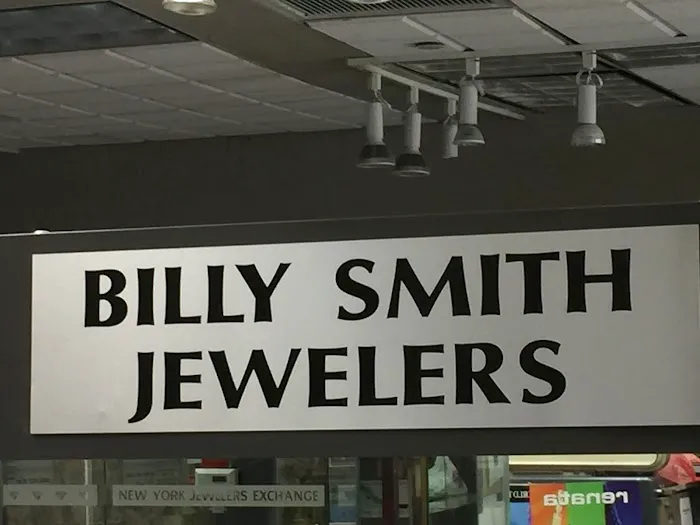 BILLY SMITH
JEWELERS
NEW YORK JEWELERS EXCHANGE
renata